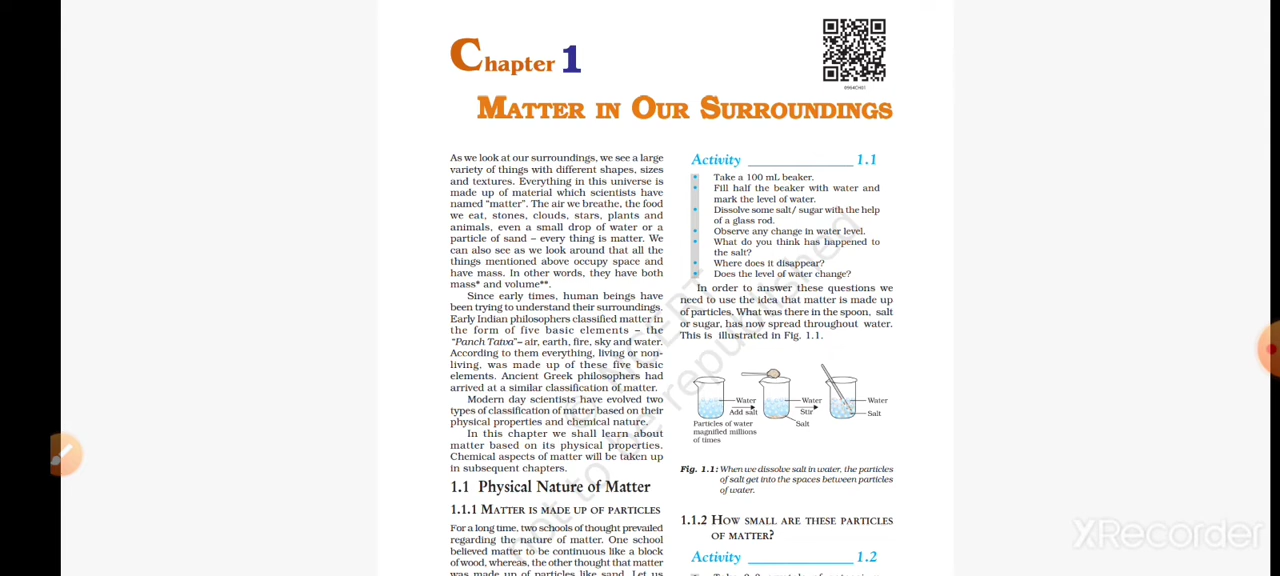 Chapter 1
0964CH01
MATTER IN OUR SURROUNDINGS
As we look at our surroundings, we see a large
variety of things with different shapes, sizes
and textures. Everything in this universe is
made up of material which scientists have
named “matter”. The air we breathe, the food
we eat, stones, clouds, stars, plants and
animals, even a small drop of water or a
particle of sand – every thing is matter. We
can also see as we look around that all the
things mentioned above occupy space and
have mass. In other words, they have both
mass* and volume**.
Since early times, human beings have
been trying to understand their surroundings.
Early Indian philosophers classified matter in
the form of five basic elements – the
“Panch Tatva”– air, earth, fire, sky and water.
According to them everything, living or non-
living, was made up of these five basic
elements. Ancient Greek philosophers had
arrived at a similar classification of matter.
Modern day scientists have evolved two
types of classification of matter based on their
physical properties and chemical nature.
In this chapter we shall learn about
matter based on its physical properties.
Chemical aspects of matter will be taken up
in subsequent chapters.
1.1 Physical Nature of Matter
1.1.1 MATTER IS MADE UP OF PARTICLES
For a long time, two schools of thought prevailed
regarding the nature of matter. One school
believed matter to be continuous like a block
of wood, whereas, the other thought that matter
was made up of particles like sand. Let us
Activity 1.1
• Take a 100 mL beaker.
• Fill half the beaker with water and
mark the level of water.
• Dissolve some salt/ sugar with the help
of a glass rod.
• Observe any change in water level.
• What do you think has happened to
the salt?
• Where does it disappear?
• Does the level of water change?
In order to answer these questions we
need to use the idea that matter is made up
of particles. What was there in the spoon, salt
or sugar, has now spread throughout water.
This is illustrated in Fig. 1.1.
Water
Add salt
Water
Stir
Salt
Water
Salt
Particles of water
magnified millions
of times
Fig. 1.1: When we dissolve salt in water, the particles
of salt get into the spaces between particles
of water.
1.1.2 HOW SMALL ARE THESE PARTICLES
OF MATTER?
Activity 1.2
© NCERT
not to be republished
XRecorder